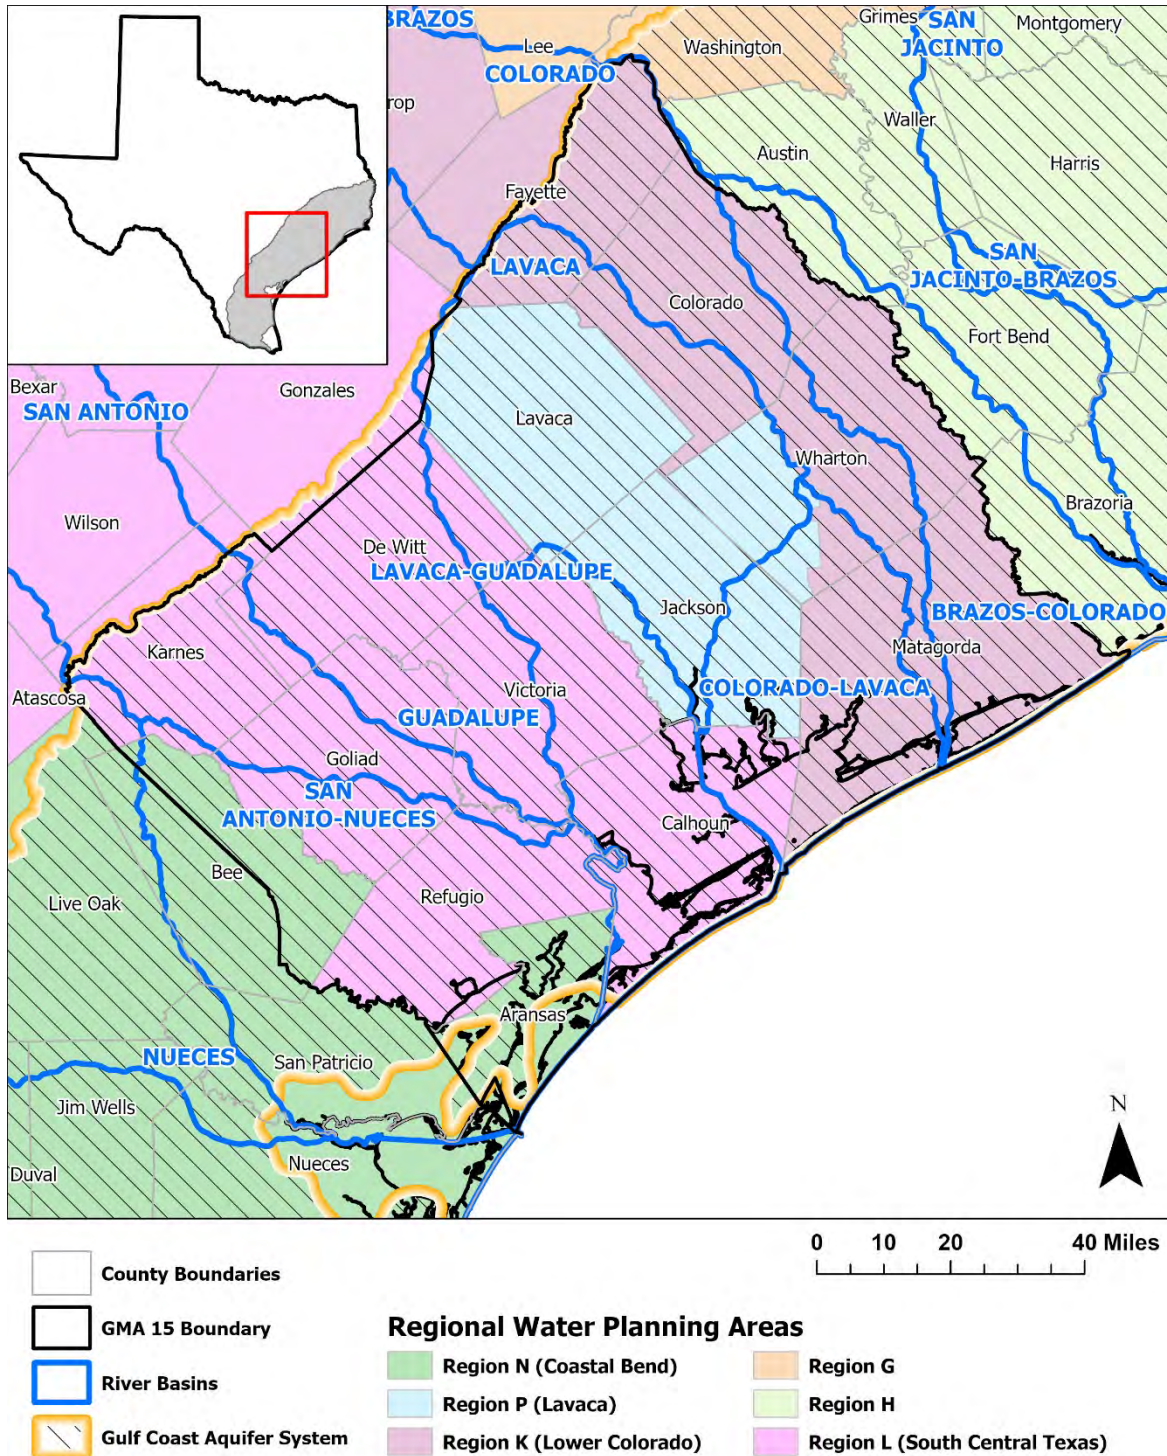 BRAZOS
Grimes
SAN
JACINTO
Montgomery
Lee
Washington
COLORADO
rop
Waller
Austin
Harris
Fayette
LAVACA
SAN
JACINTO-BRAZOS
Colorado
Fort Bend
Bexar
Gonzales
SAN ANTONIO
Lavaca
Wharton
Brazoria
Wilson
De Witt
LAVACA-GUADALUPE
Jackson
BRAZOS-COLORADO
Karnes
Matagorda
Atascosa
Victoria
COLORADO-LAVACA
GUADALUPE
Goliad
SAN
ANTONIO-NUECES
Calhoun
Bee
Refugio
Live Oak
Aransas
NUECES
San Patricio
Jim Wells
N
Nueces
Duval
0 10 20 40 Miles
County Boundaries
GMA 15 Boundary
River Basins
Gulf Coast Aquifer System
Regional Water Planning Areas
Region N (Coastal Bend)
Region P (Lavaca)
Region K (Lower Colorado)
Region G
Region H
Region L (South Central Texas)